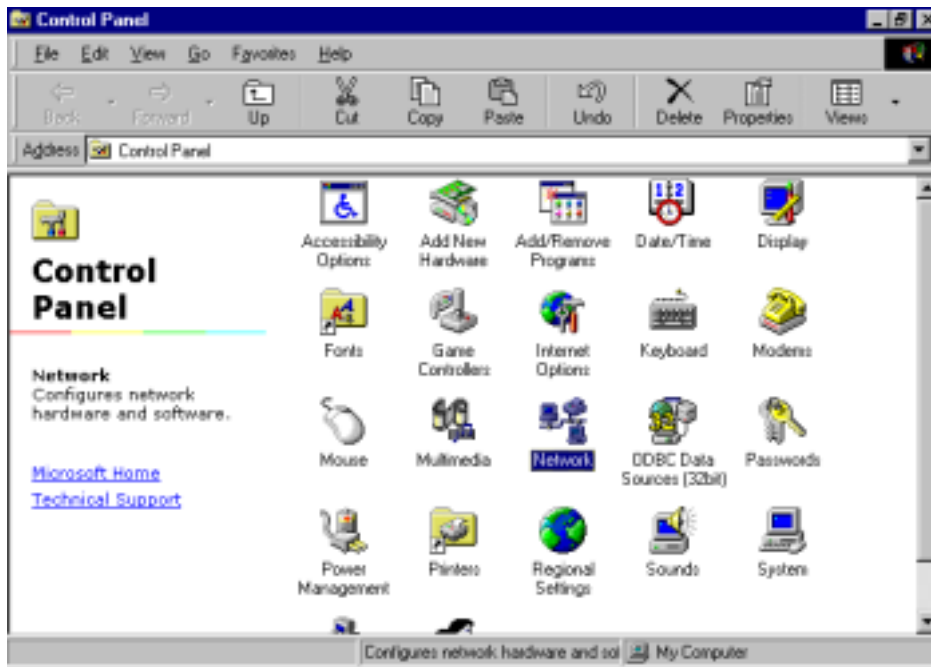 Control Panel
File Edit View Go Favorites Help
Back Forward Up Cut Copy Paste Undo Delete Properties Views
Address Control Panel
Control
Panel
Network
Configures network
hardware and software.
Microsoft Home
Technical Support
Accessibility
Options
Add New
Hardware
Add/Remove
Programs
Date/Time
Display
Fonts
Game
Controllers
Internet
Options
Keyboard
Modems
Mouse
Multimedia
Network
ODBC Data
Sources (32bit)
Passwords
Power
Management
Printers
Regional
Settings
Sounds
System
Configures network hardware and sol My Computer